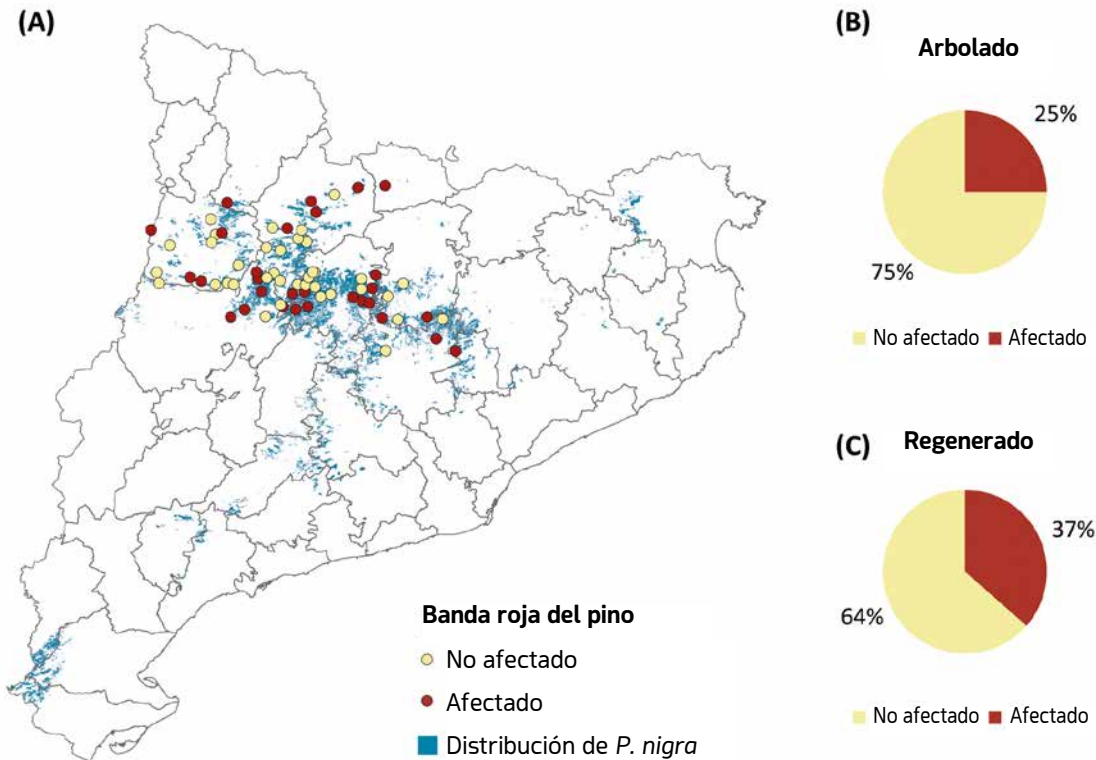 (A)
Banda roja del pino
No afectado
Afectado
Distribución de P. nigra
(B)
Arbolado
25%
75%
No afectado Afectado
(C)
Regenerado
37%
64%
No afectado Afectado